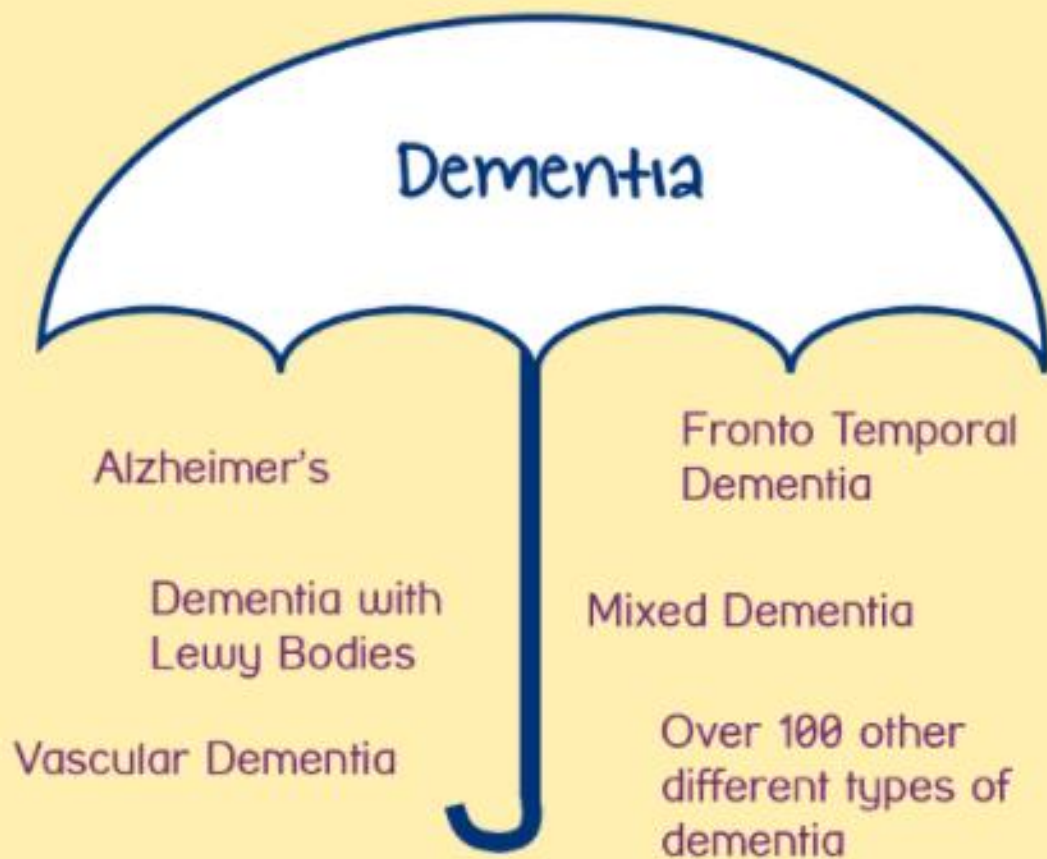 Dementia
Alzheimer's
Dementia with
Lewy Bodies
Vascular Dementia
Fronto Temporal
Dementia
Mixed Dementia
Over 100 other
different types of
dementia